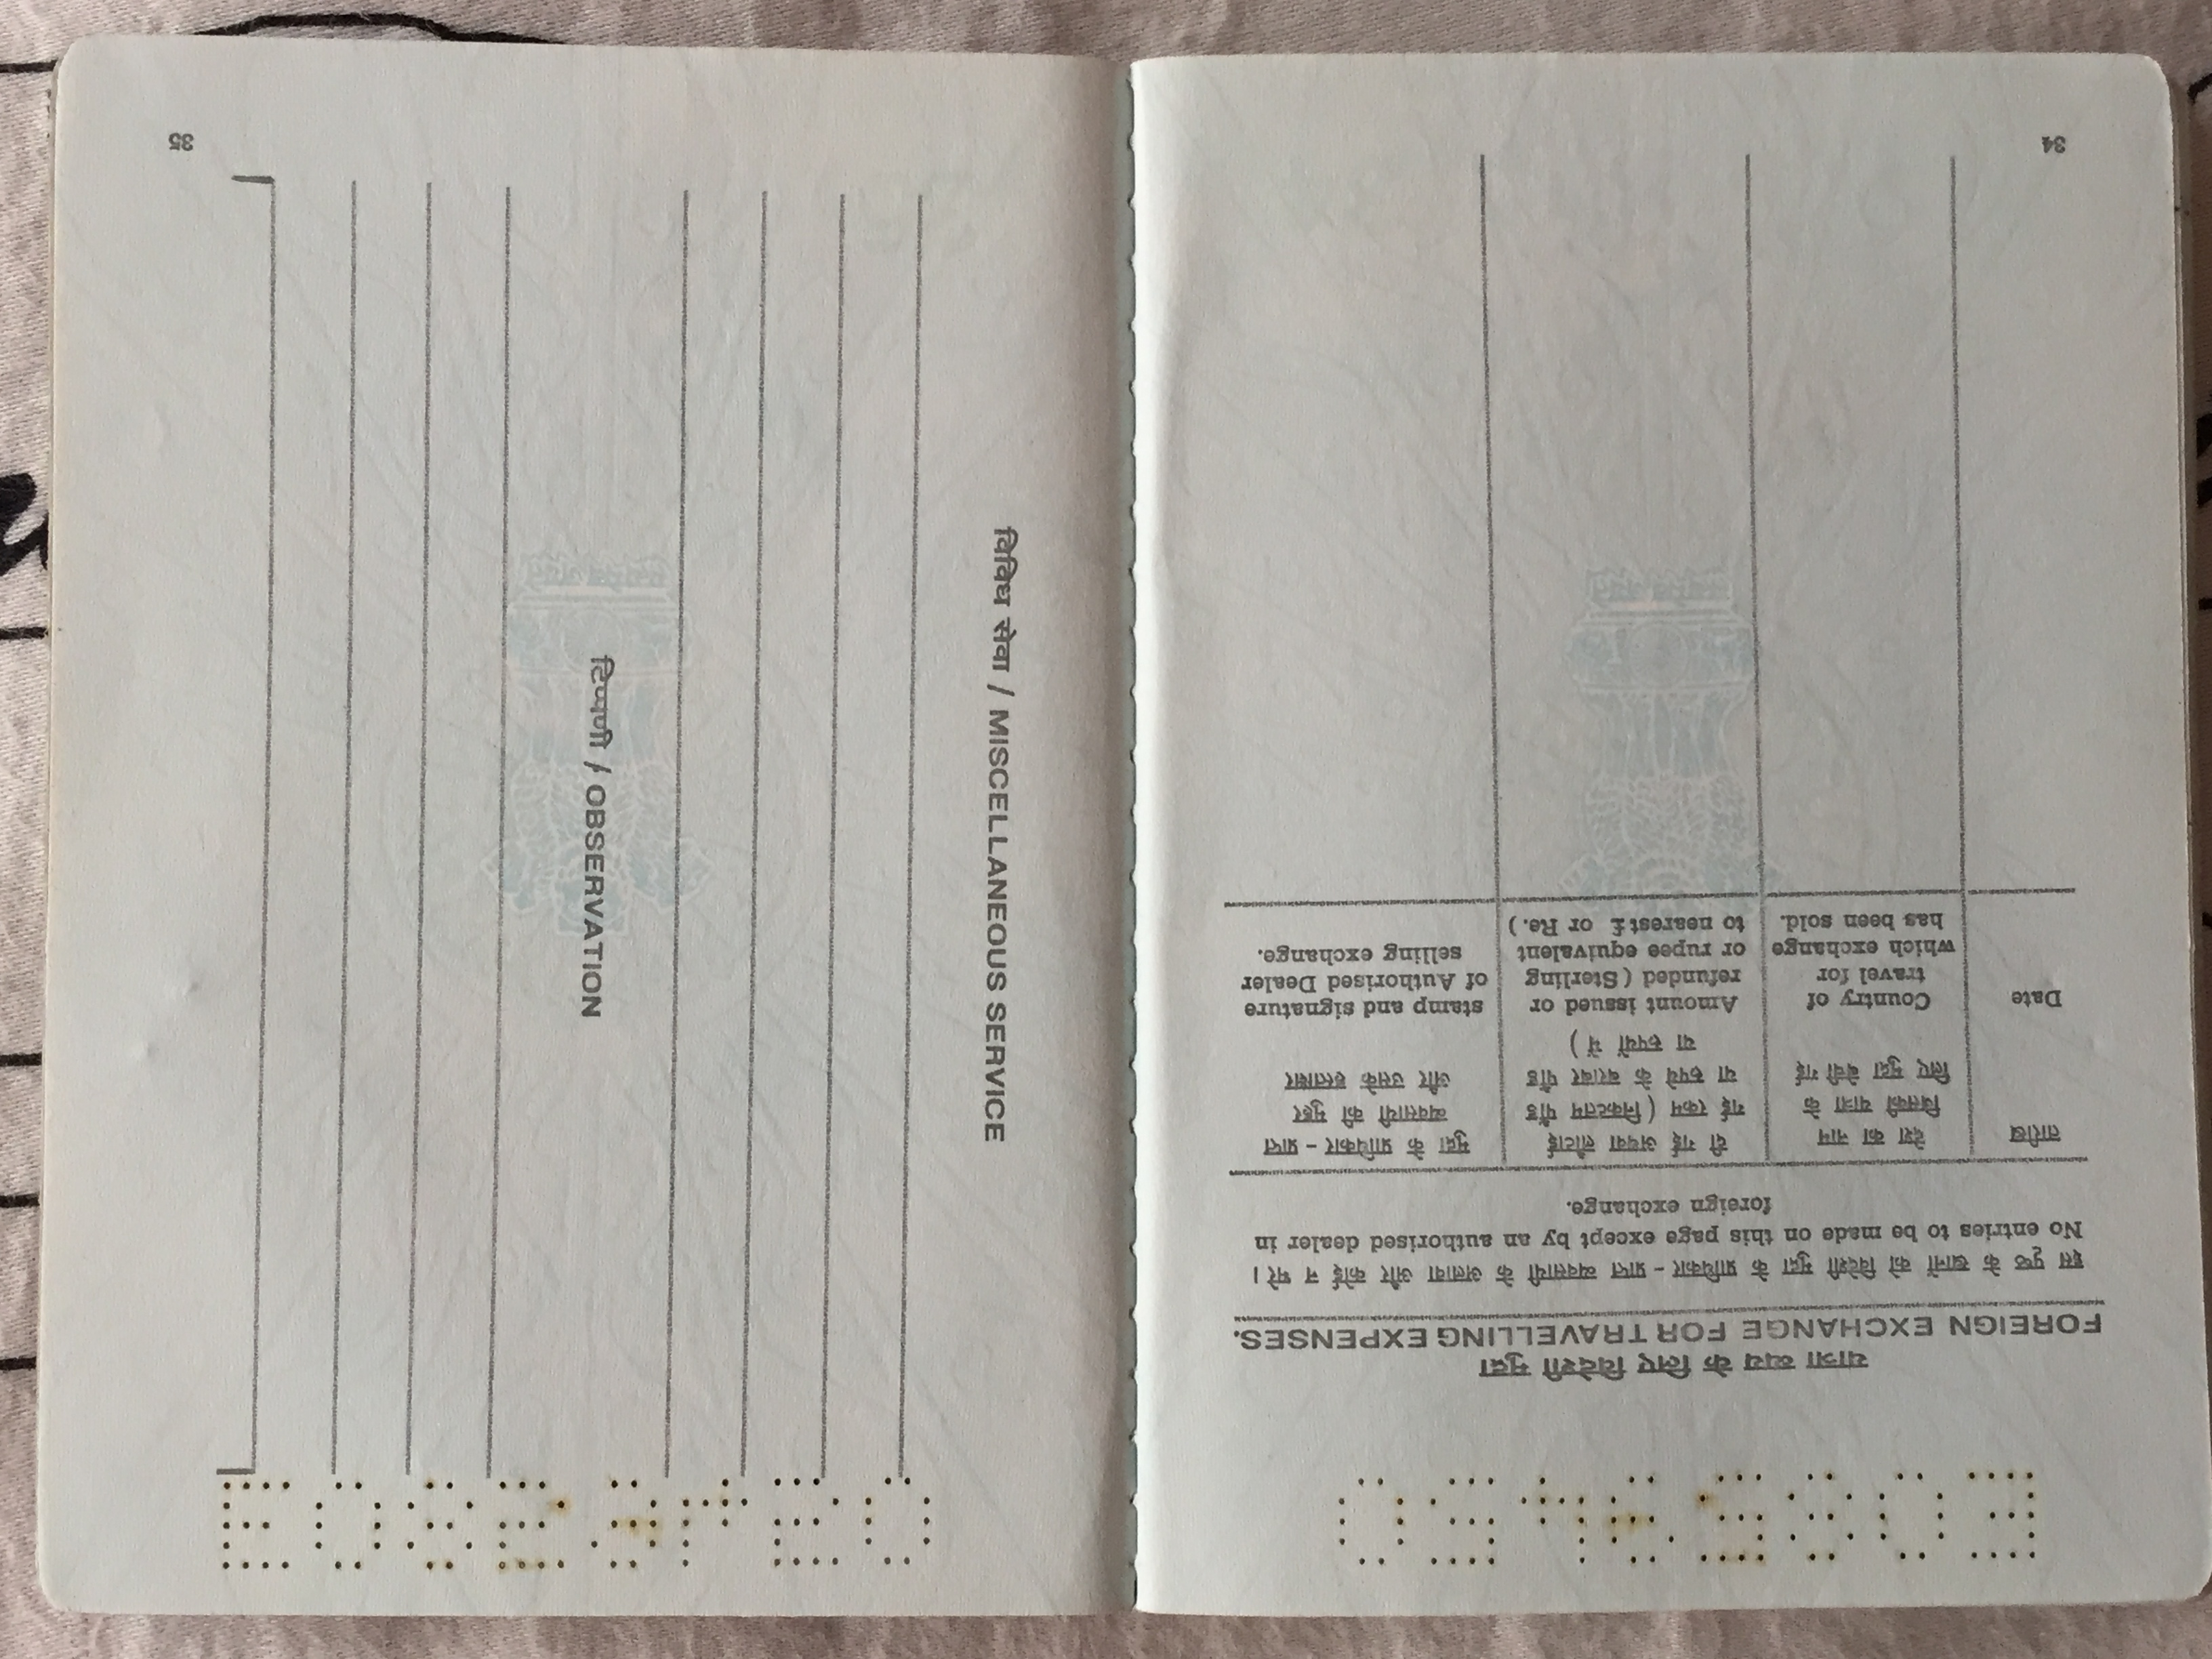 यात्रा व्यय के लिए विदेशी मुद्रा
FOREIGN EXCHANGE FOR TRAVELLING EXPENSES.
इस पृष्ठ के खानों को विदेशी मुद्रा के प्राधिकार - प्राप्त व्यवसायी के अलावा और कोई न भरे।
No entries to be made on this page except by an authorised dealer in
foreign exchange.
तारीख
Date
देश का नाम
जिसकी यात्रा के
लिए मुद्रा बेची गई
Country of
travel for
which exchange
has been sold.
दी गई अथवा लौटाई
गई रकम ( निकटतम पौंड
या रुपये के बराबर पौंड
या रुपयों में )
Amount issued or
refunded ( Sterling
or rupee equivalent
to nearest £ or Re. )
मुद्रा के प्राधिकार - प्राप्त
व्यवसायी की मुहर
और उसके हस्ताक्षर
stamp and signature
of Authorised Dealer
selling exchange.
सत्यमेव जयते
34
विविध सेवा / MISCELLANEOUS SERVICE
टिप्पणी / OBSERVATION
सत्यमेव जयते
35